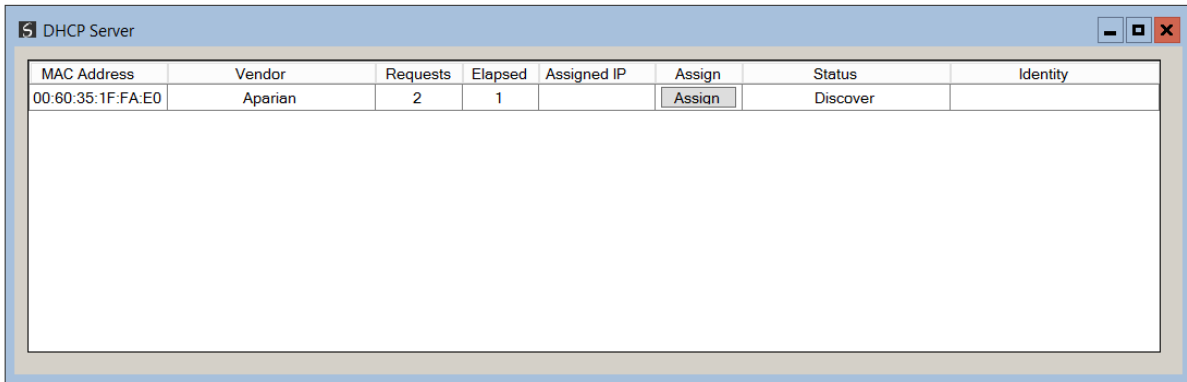 DHCP Server
MAC Address Vendor Requests Elapsed Assigned IP Assign Status Identity
00:60:35:1F:FA:E0 Aparian 2 1 Assign Discover